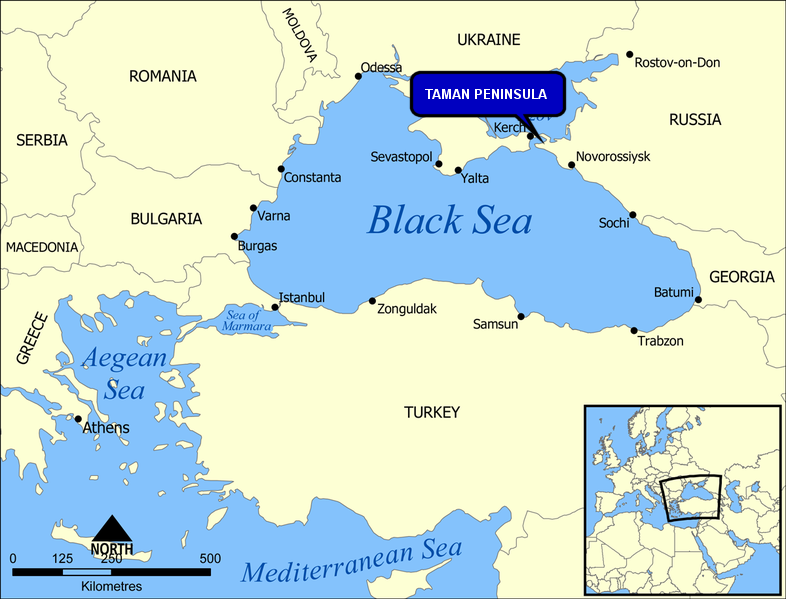 MOLDOVA
UKRAINE
Odessa
Rostov-on-Don
ROMANIA
TAMAN PENINSULA
RUSSIA
Kerch
SERBIA
Sevastopol
Novorossiysk
Constanta
Yalta
Varna
BULGARIA
Black Sea
Sochi
MACEDONIA
Burgas
GEORGIA
Batumi
Istanbul
Zonguldak
Sea of
Marmara
Samsun
GREECE
Trabzon
Aegean
Sea
TURKEY
Athens
NORTH
Mediterranean Sea
0 125 250 500
Kilometres